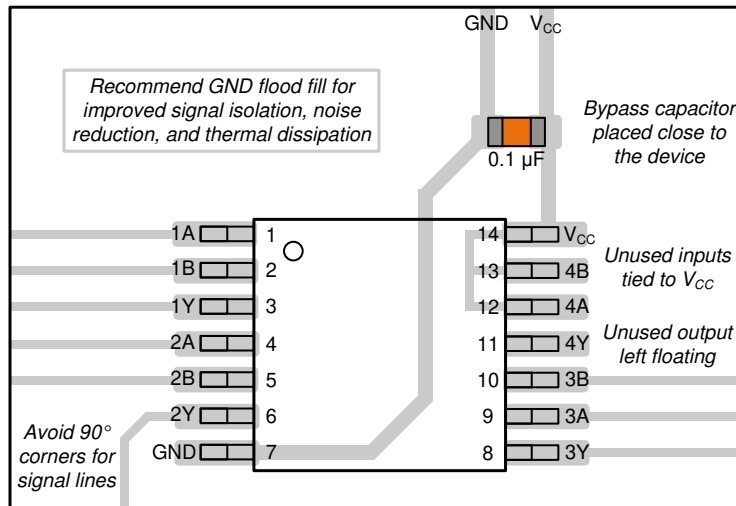 GND VCC
Recommend GND flood fill for
improved signal isolation, noise
reduction, and thermal dissipation
Bypass capacitor
placed close to
the device
0.1 µF
1A 1 14 VCC
1B 2 13 4B
Unused inputs
tied to VCC
1Y 3 12 4A
2A 4 11 4Y
Unused output
left floating
2B 5 10 3B
2Y 6 9 3A
Avoid 90°
corners for
signal lines
GND 7 8 3Y